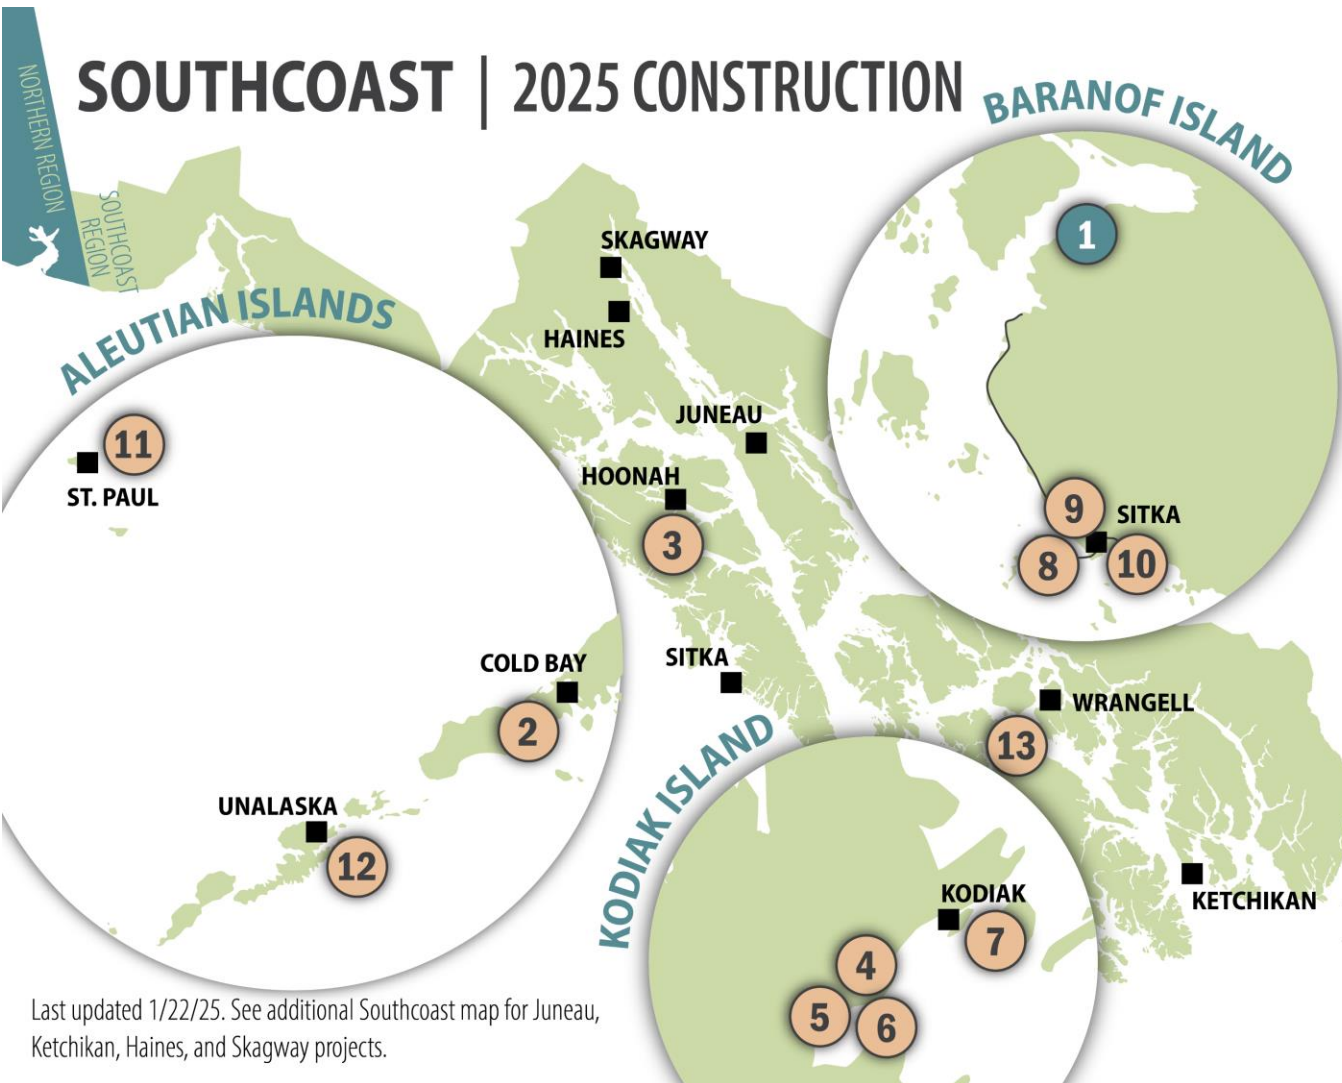 SOUTHCOAST | 2025 CONSTRUCTION
NORTHERN REGION
SOUTHCOAST
REGION
BARANOF ISLAND
1
9
SITKA
8
10
SKAGWAY
HAINES
JUNEAU
HOONAH
3
SITKA
ALEUTIAN ISLANDS
11
ST. PAUL
COLD BAY
2
UNALASKA
12
WRANGELL
13
KETCHIKAN
KODIAK ISLAND
KODIAK
7
4
5
6
Last updated 1/22/25. See additional Southcoast map for Juneau,
Ketchikan, Haines, and Skagway projects.